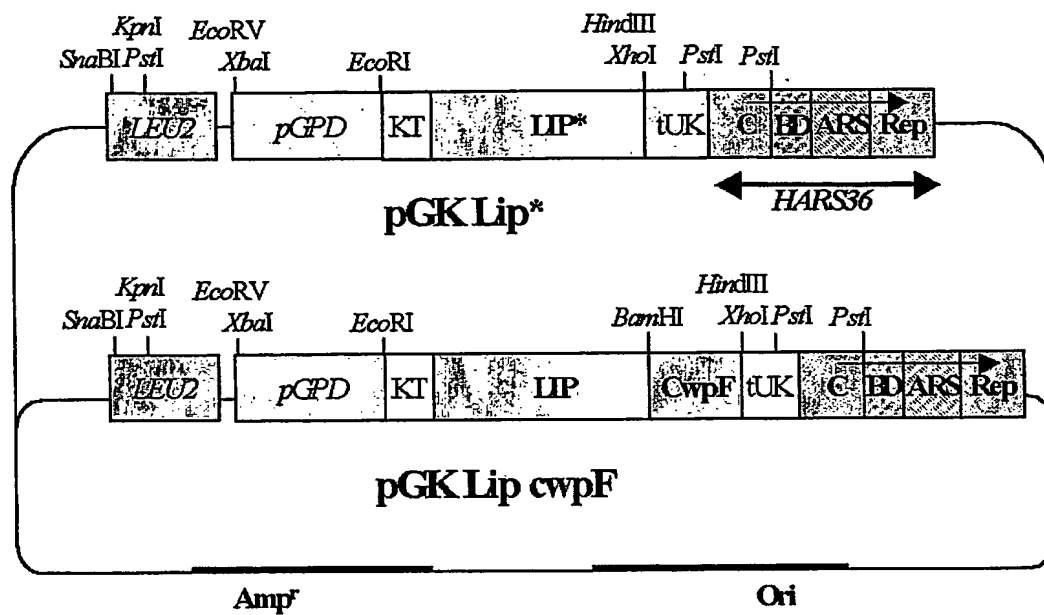 KpnI EcoRV HindIII
SnaBI PstI XbaI EcoRI XhoI PstI PstI
LEU2 pGPD KT LIP* tUK C BD ARS Rep
HARS36
pGK Lip*
KpnI EcoRV HindIII
SnaBI PstI XbaI EcoRI BamHI XhoI PstI PstI
LEU2 pGPD KT LIP CwpF tUK C BD ARS Rep
pGK Lip cwpF
Ampr Ori